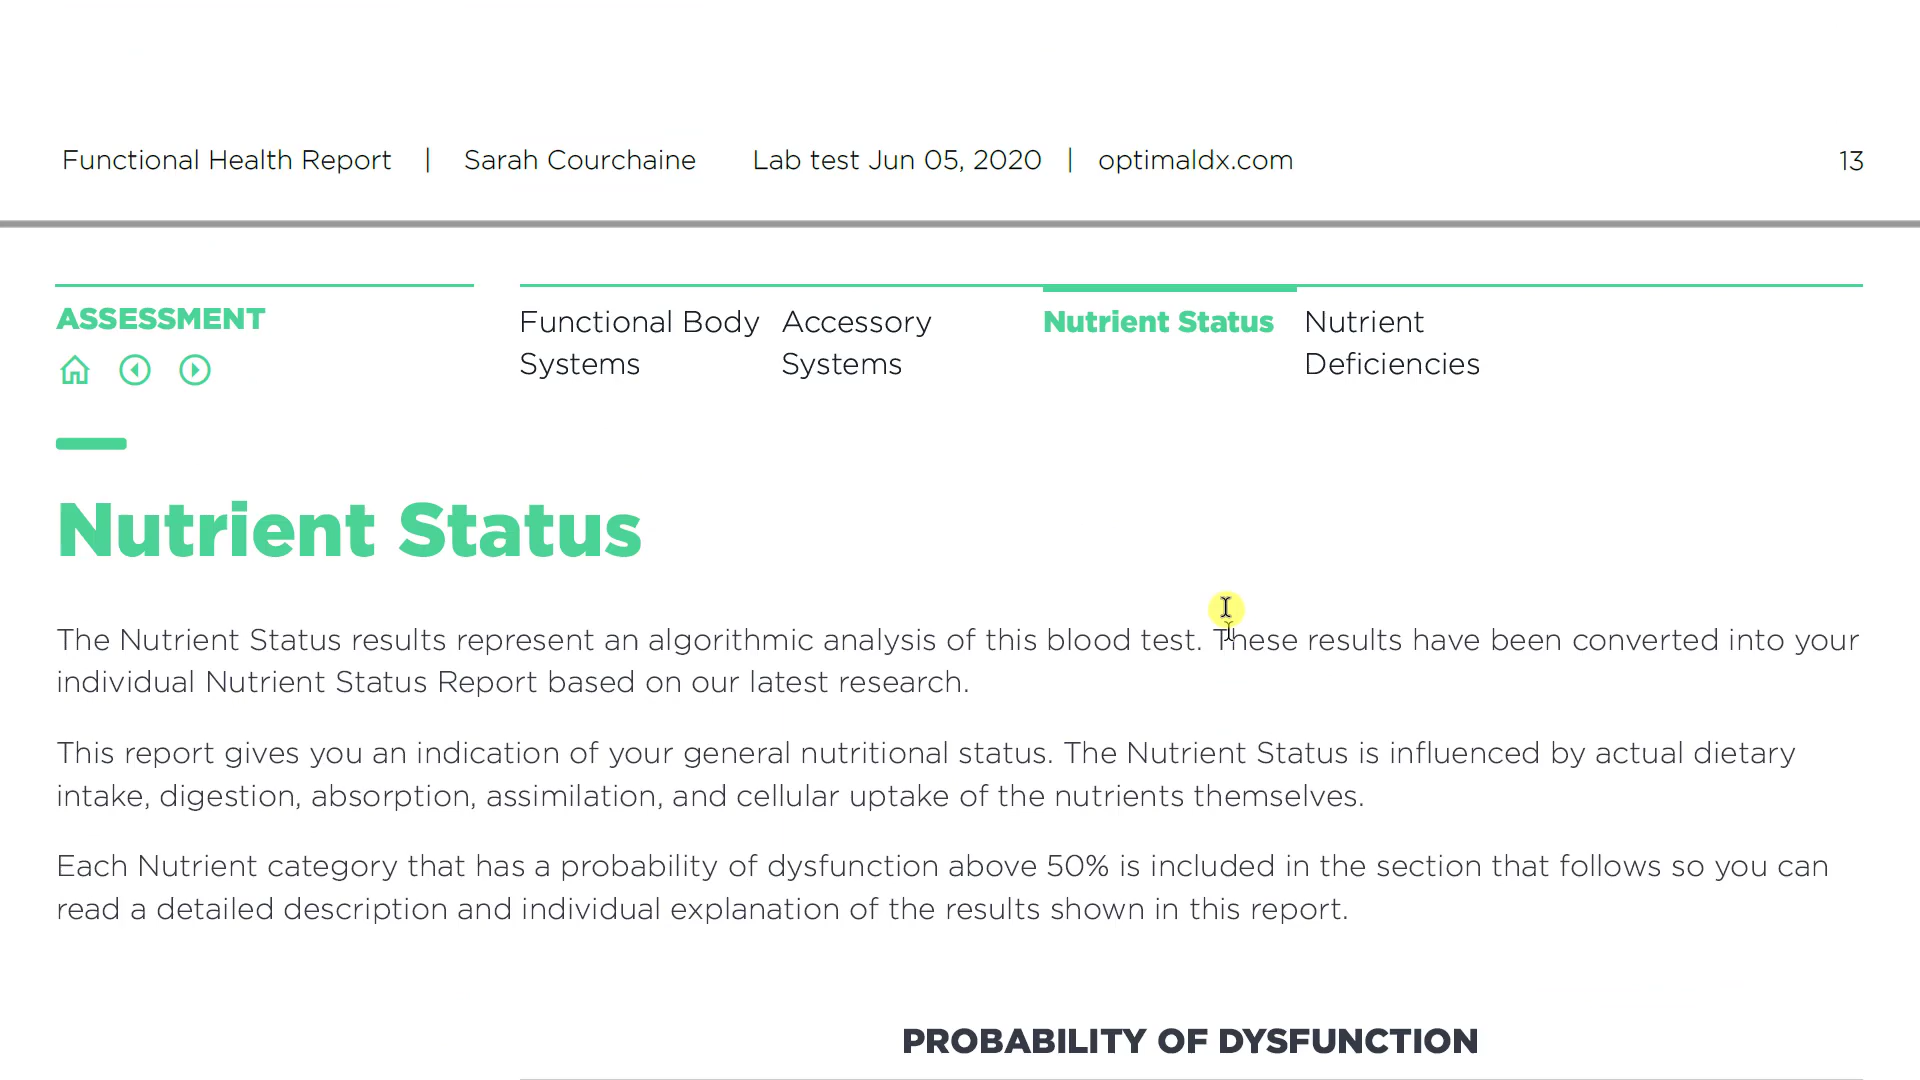 Functional Health Report | Sarah Courchaine Lab test Jun 05, 2020 | optimaldx.com 13
ASSESSMENT
Functional Body Systems
Accessory Systems
Nutrient Status
Nutrient Deficiencies
Nutrient Status
The Nutrient Status results represent an algorithmic analysis of this blood test. These results have been converted into your
individual Nutrient Status Report based on our latest research.
This report gives you an indication of your general nutritional status. The Nutrient Status is influenced by actual dietary
intake, digestion, absorption, assimilation, and cellular uptake of the nutrients themselves.
Each Nutrient category that has a probability of dysfunction above 50% is included in the section that follows so you can
read a detailed description and individual explanation of the results shown in this report.
PROBABILITY OF DYSFUNCTION